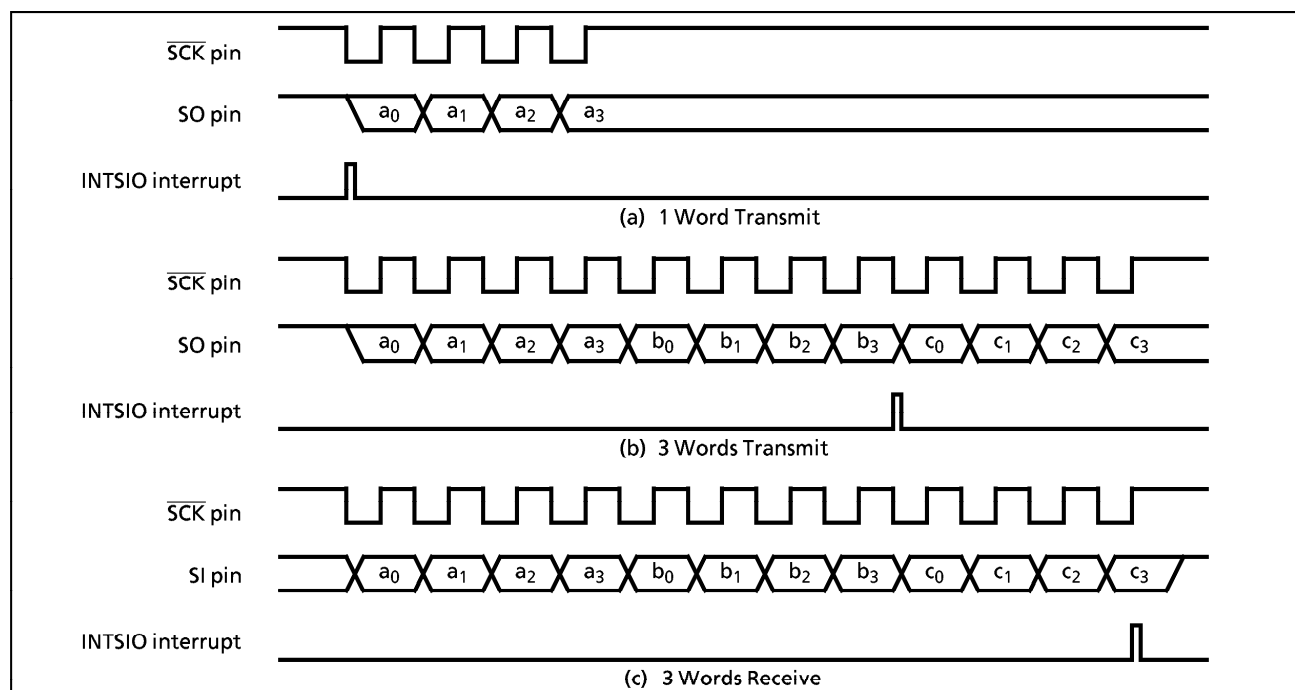 SCK pin
SO pin a0 a1 a2 a3
INTSIO interrupt
(a) 1 Word Transmit
SCK pin
SO pin a0 a1 a2 a3 b0 b1 b2 b3 c0 c1 c2 c3
INTSIO interrupt
(b) 3 Words Transmit
SCK pin
SI pin a0 a1 a2 a3 b0 b1 b2 b3 c0 c1 c2 c3
INTSIO interrupt
(c) 3 Words Receive